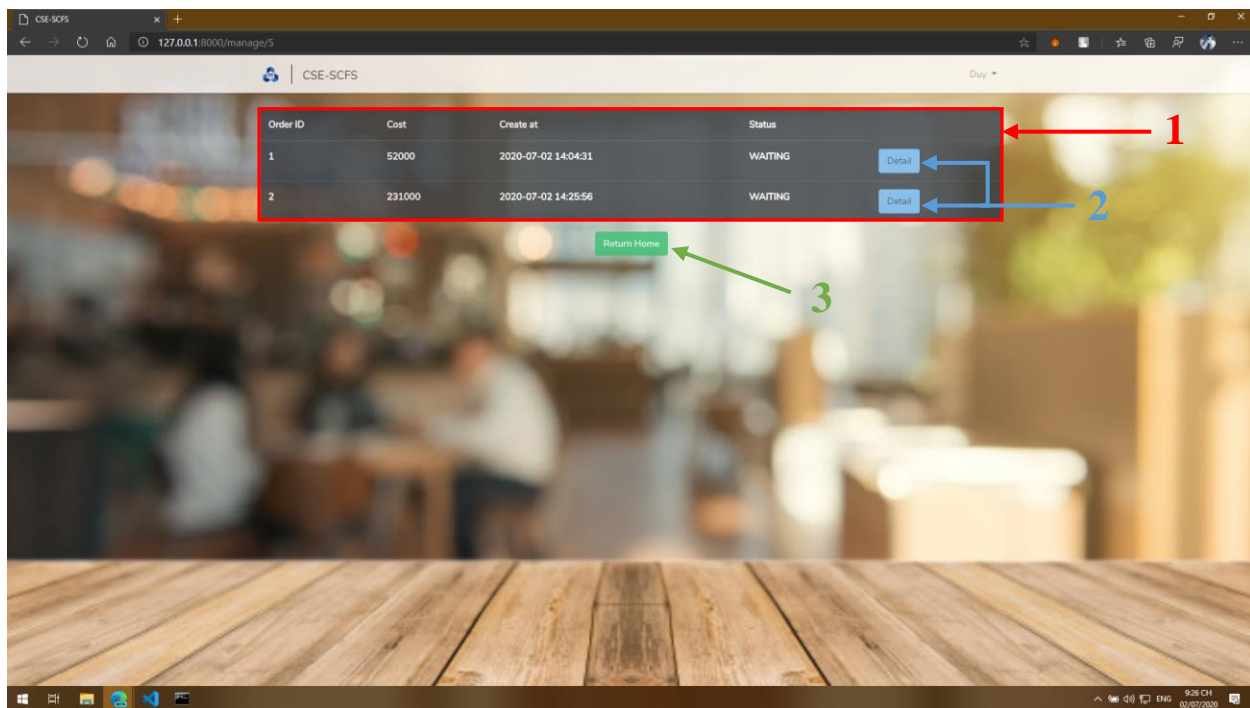 CSE-SCFS
127.0.0.1:8000/manage/5
CSE-SCFS
Duy
Order ID Cost Create at Status
1 52000 2020-07-02 14:04:31 WAITING Detail
2 231000 2020-07-02 14:25:56 WAITING Detail
Return Home
1
2
3
ENG
9:26 CH
02/07/2020